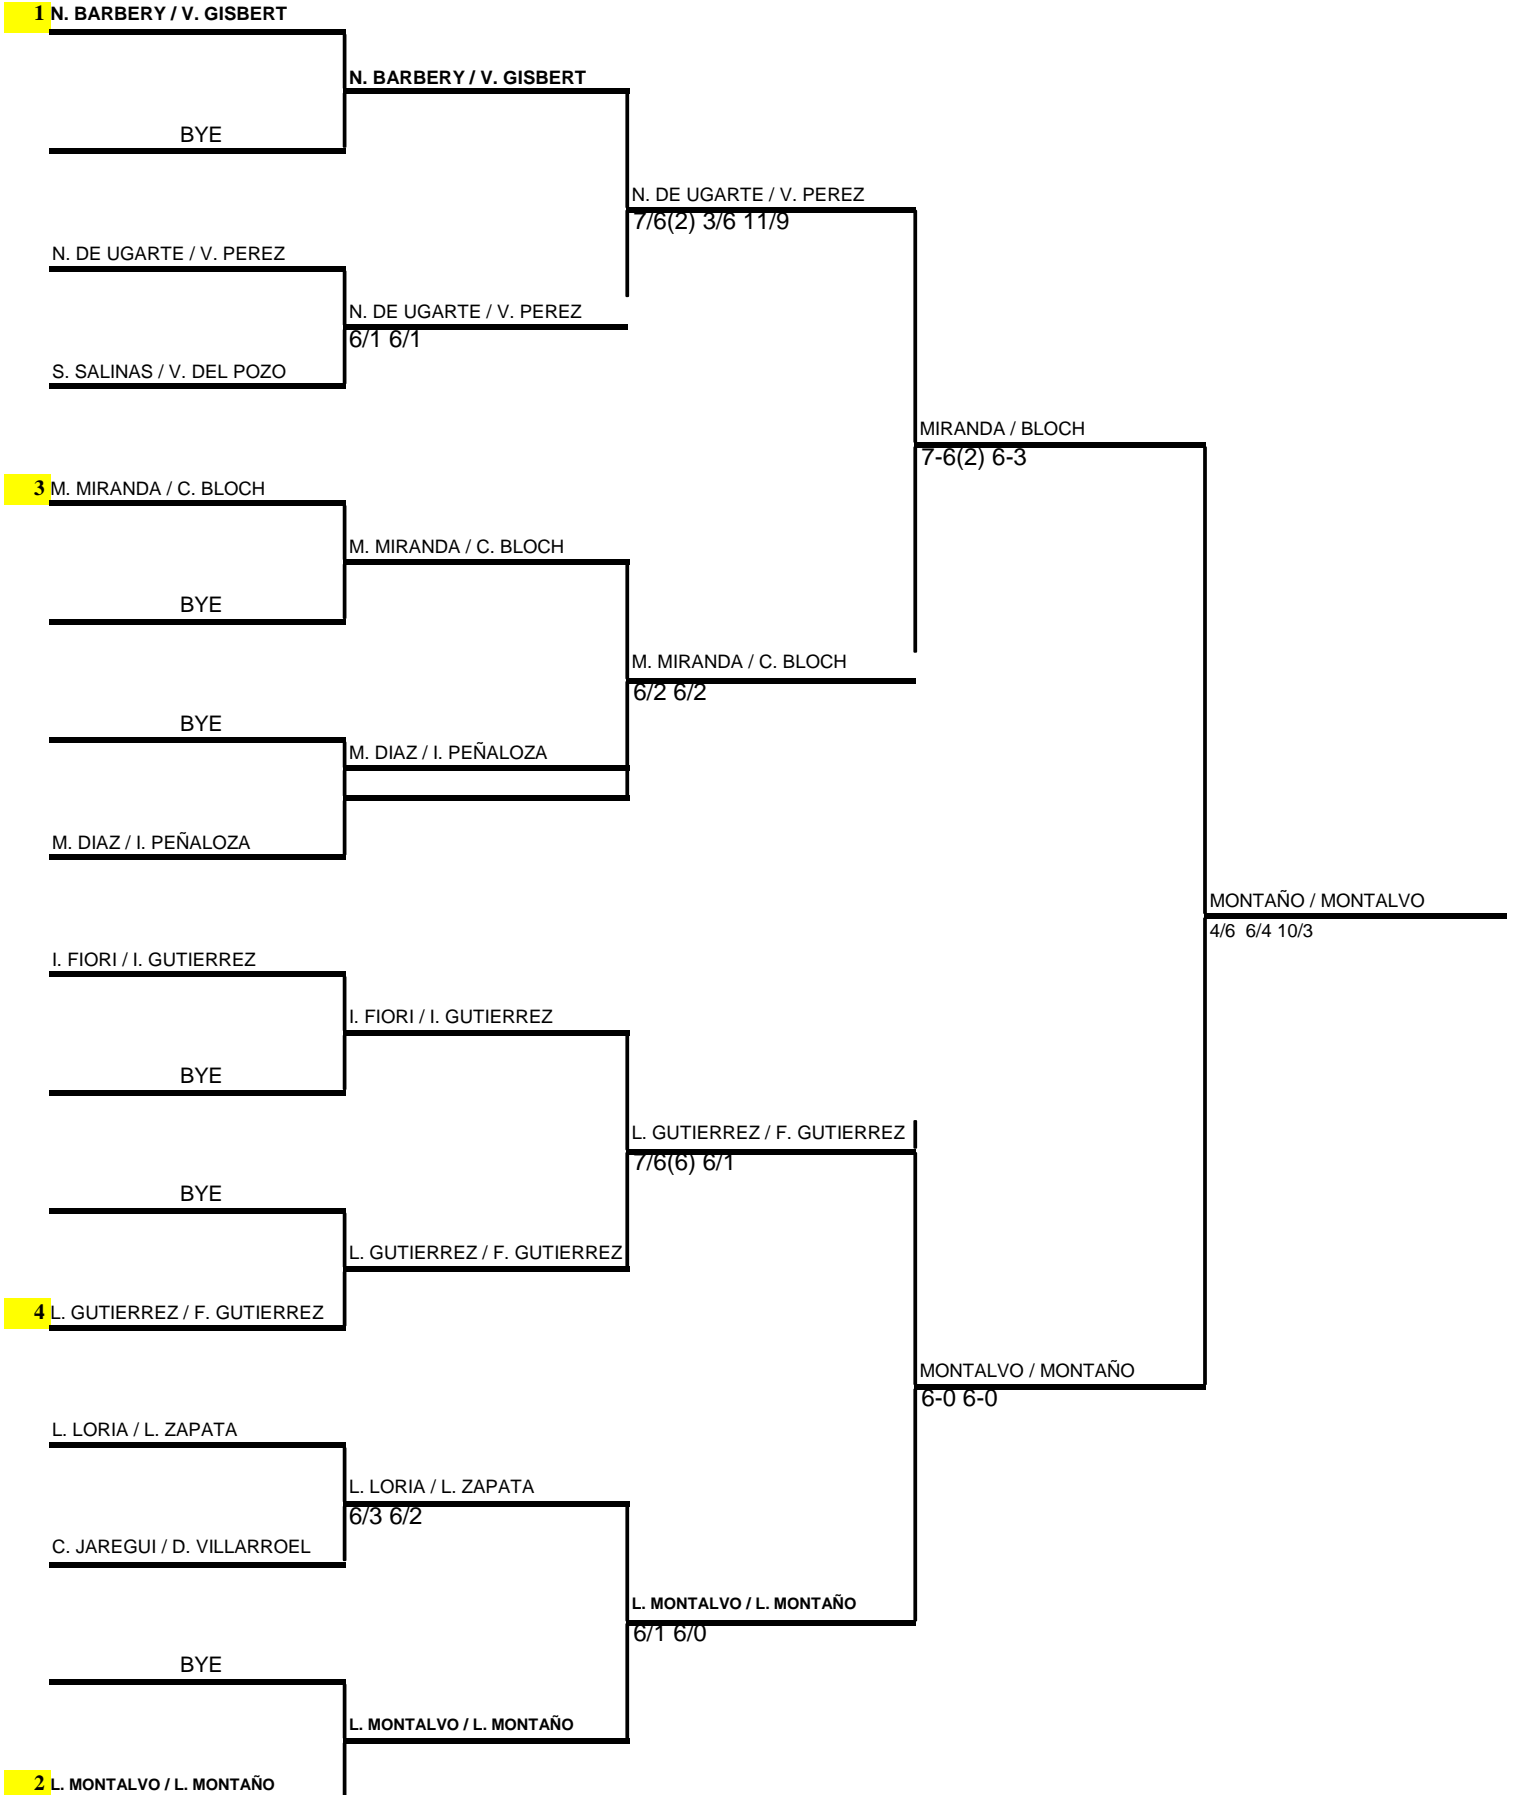 1 N. BARBERY / V. GISBERT
N. BARBERY / V. GISBERT
BYE
N. DE UGARTE / V. PEREZ
7/6(2) 3/6 11/9
N. DE UGARTE / V. PEREZ
N. DE UGARTE / V. PEREZ
6/1 6/1
S. SALINAS / V. DEL POZO
MIRANDA / BLOCH
7-6(2) 6-3
3 M. MIRANDA / C. BLOCH
M. MIRANDA / C. BLOCH
BYE
M. MIRANDA / C. BLOCH
6/2 6/2
BYE
M. DIAZ / I. PEÑALOZA
M. DIAZ / I. PEÑALOZA
MONTAÑO / MONTALVO
4/6 6/4 10/3
I. FIORI / I. GUTIERREZ
I. FIORI / I. GUTIERREZ
BYE
L. GUTIERREZ / F. GUTIERREZ
7/6(6) 6/1
BYE
L. GUTIERREZ / F. GUTIERREZ
4 L. GUTIERREZ / F. GUTIERREZ
MONTALVO / MONTAÑO
6-0 6-0
L. LORIA / L. ZAPATA
L. LORIA / L. ZAPATA
6/3 6/2
C. JAREGUI / D. VILLARROEL
L. MONTALVO / L. MONTAÑO
6/1 6/0
BYE
L. MONTALVO / L. MONTAÑO
2 L. MONTALVO / L. MONTAÑO